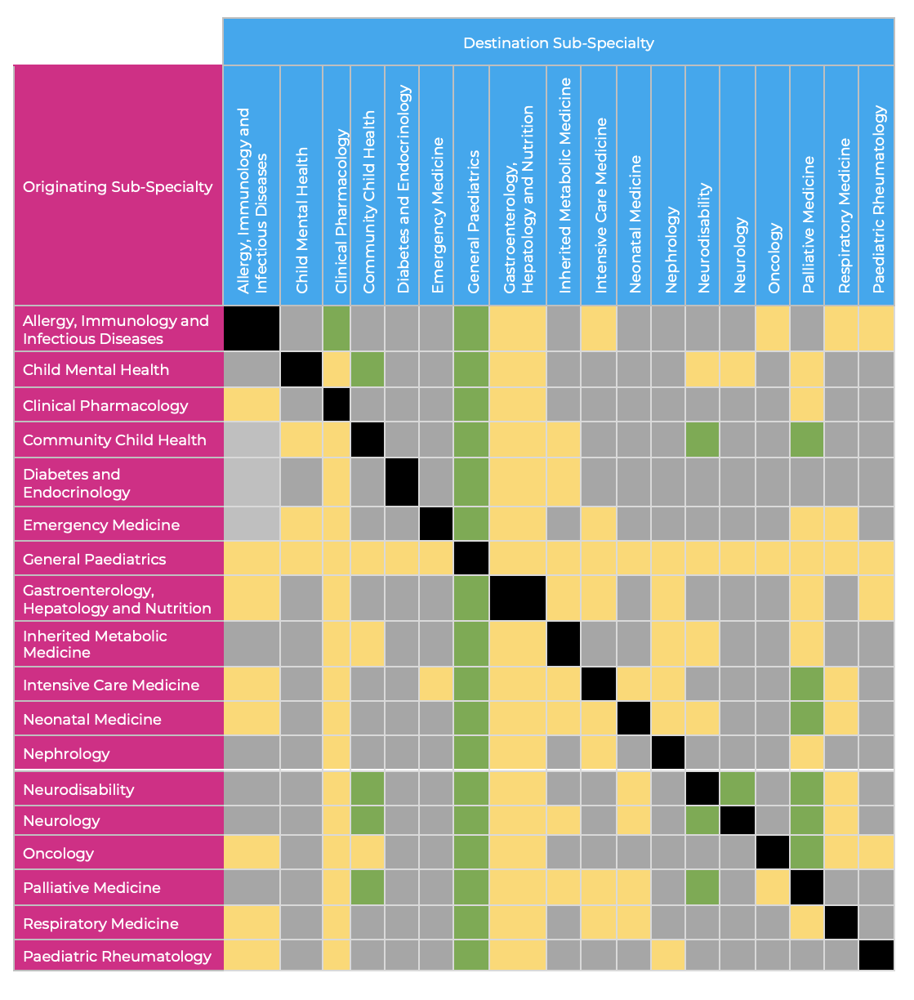 Destination Sub-Specialty
Originating Sub-Specialty
Allergy, Immunology and
Infectious Diseases
Child Mental Health
Clinical Pharmacology
Community Child Health
Diabetes and Endocrinology
Emergency Medicine
General Paediatrics
Gastroenterology,
Hepatology and Nutrition
Inherited Metabolic Medicine
Intensive Care Medicine
Neonatal Medicine
Nephrology
Neurodisability
Neurology
Oncology
Palliative Medicine
Respiratory Medicine
Paediatric Rheumatology
Allergy, Immunology and
Infectious Diseases
Child Mental Health
Clinical Pharmacology
Community Child Health
Diabetes and
Endocrinology
Emergency Medicine
General Paediatrics
Gastroenterology,
Hepatology and Nutrition
Inherited Metabolic
Medicine
Intensive Care Medicine
Neonatal Medicine
Nephrology
Neurodisability
Neurology
Oncology
Palliative Medicine
Respiratory Medicine
Paediatric Rheumatology